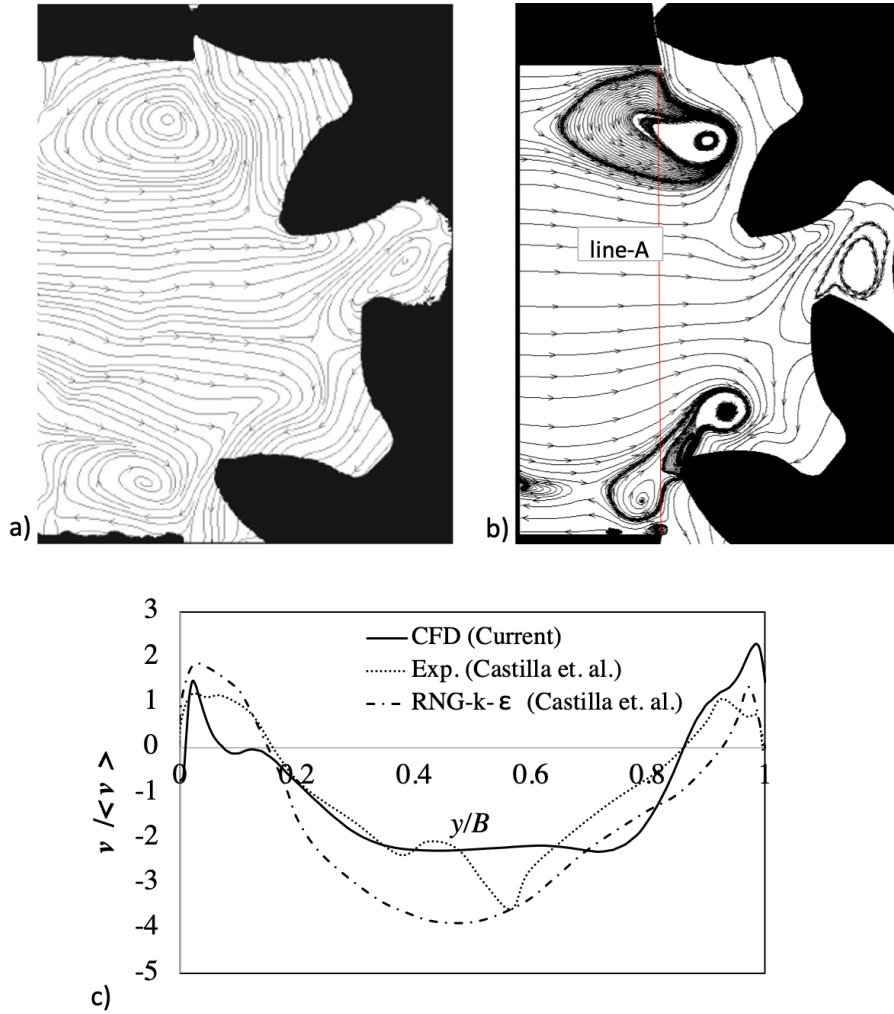 line-A
a)
b)
3
2
1
0
-1
-2
-3
-4
-5
CFD (Current)
Exp. (Castilla et. al.)
RNG-k-ε (Castilla et. al.)
0 0.2 0.4 0.6 0.8 1
y/B
v /<v>
c)